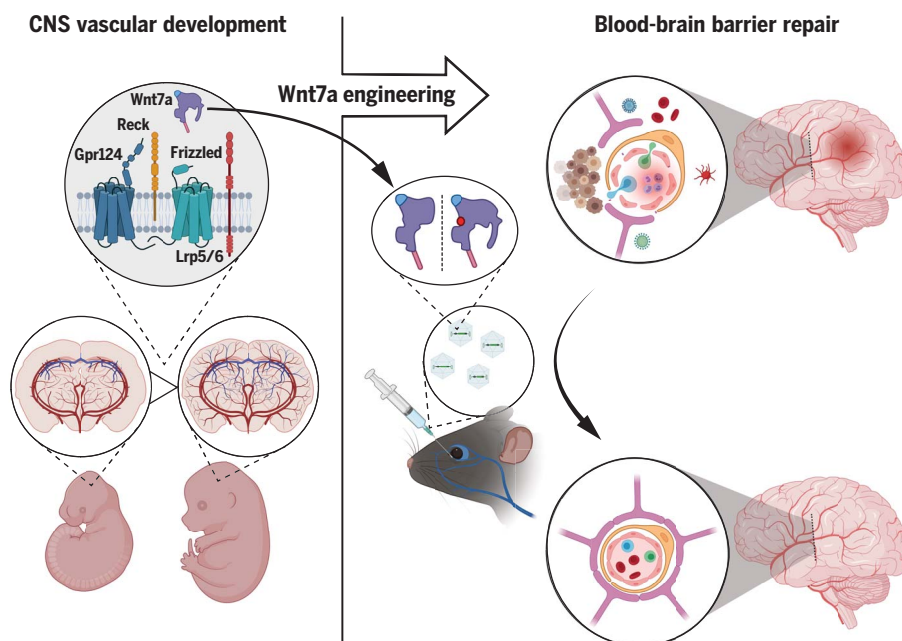 CNS vascular development
Blood-brain barrier repair
Wnt7a engineering
Wnt7a
Reck
Gpr124
Frizzled
Lrp5/6